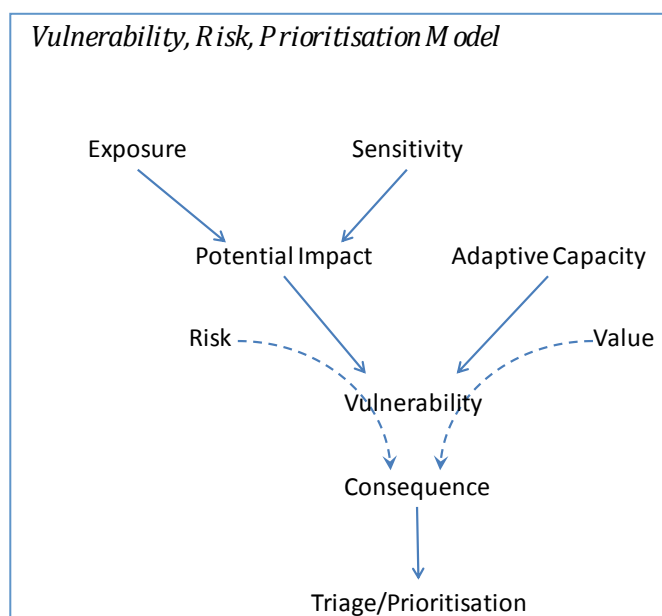 Vulnerability, Risk, Prioritisation Model
Exposure
Sensitivity
Potential Impact
Adaptive Capacity
Risk
Value
Vulnerability
Consequence
Triage/Prioritisation